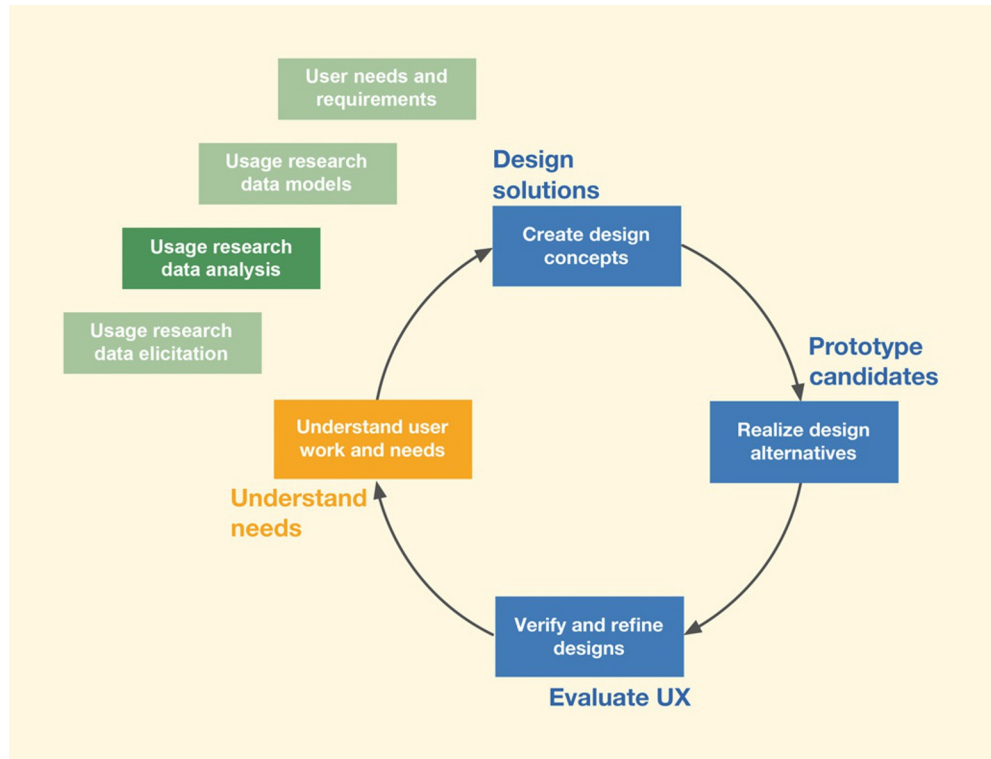 User needs and
requirements
Usage research
data models
Usage research
data analysis
Usage research
data elicitation
Design
solutions
Create design
concepts
Prototype
candidates
Realize design
alternatives
Understand user
work and needs
Understand
needs
Verify and refine
designs
Evaluate UX